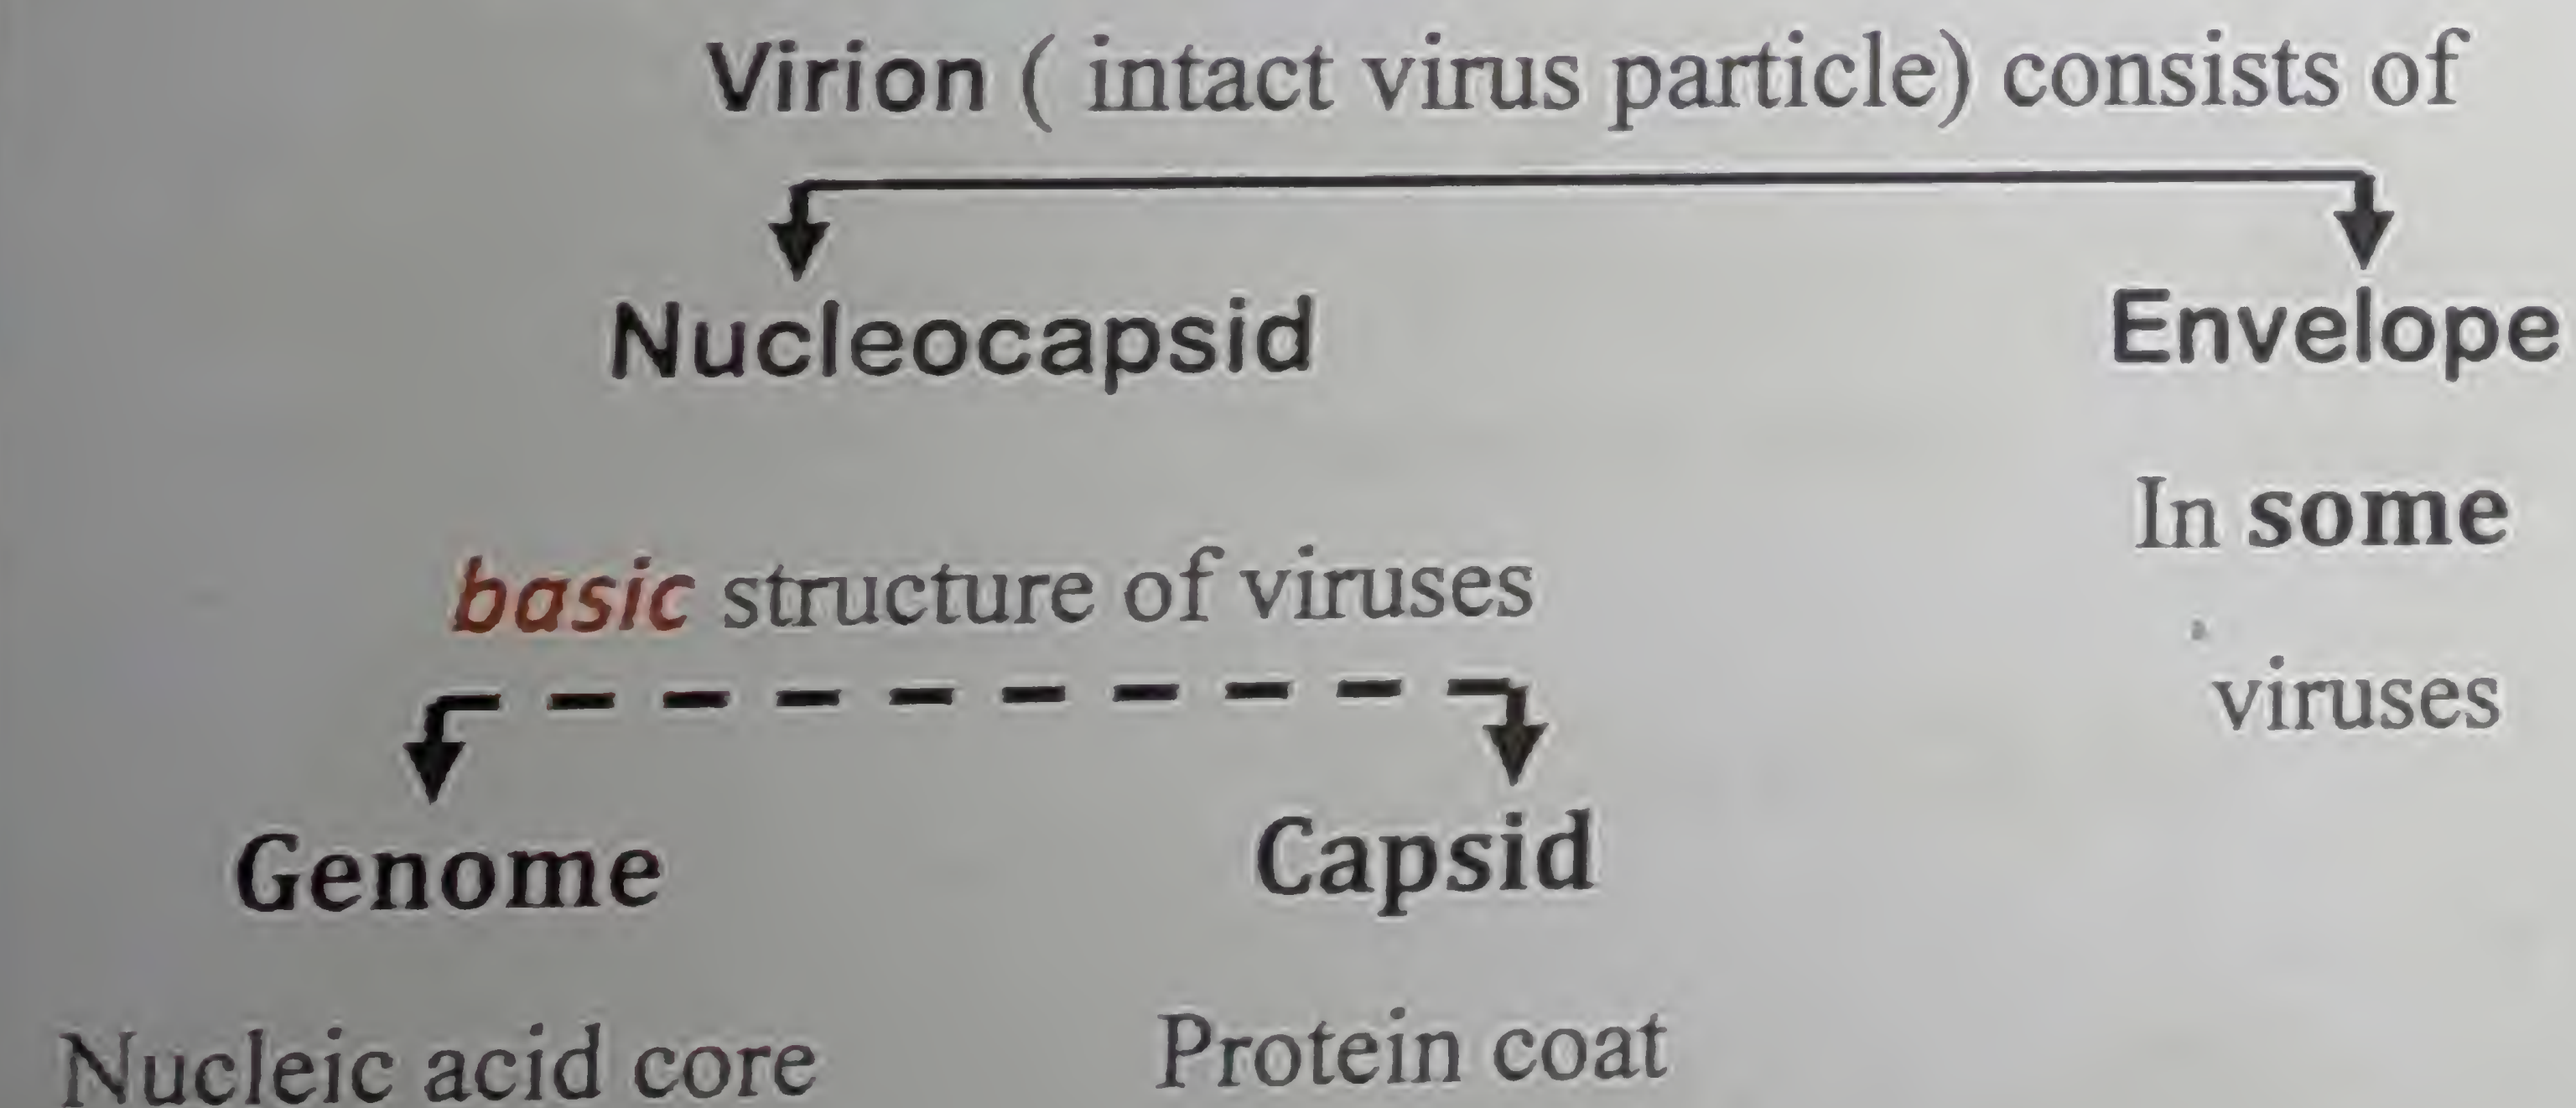 Virion ( intact virus particle) consists of
Nucleocapsid
Envelope
In some
viruses
basic structure of viruses
Genome
Capsid
Nucleic acid core
Protein coat